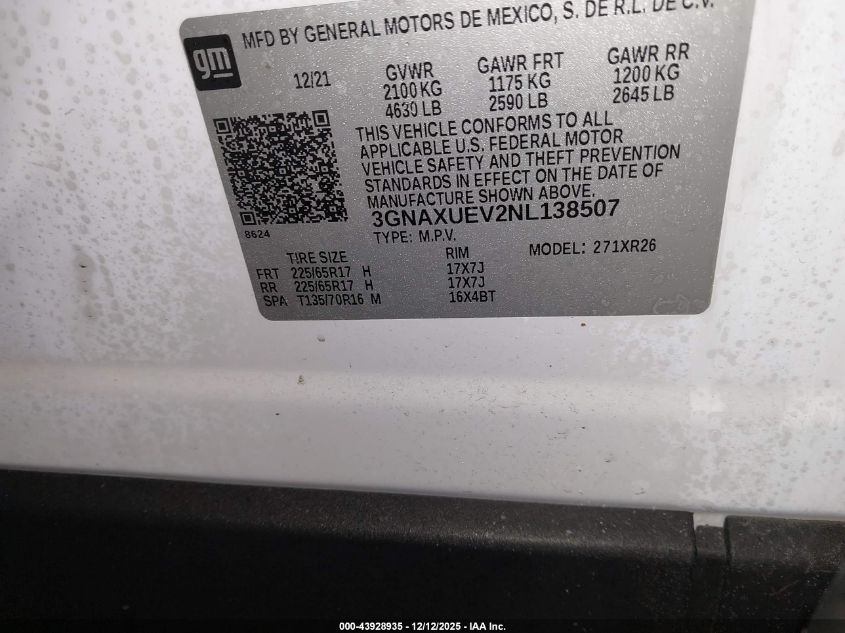 gm
MFD BY GENERAL MOTORS DE MEXICO, S. DE R.L. DE C.V.
12/21 GVWR GAWR FRT GAWR RR
2100 KG 1175 KG 1200 KG
4630 LB 2590 LB 2645 LB
THIS VEHICLE CONFORMS TO ALL
APPLICABLE U.S. FEDERAL MOTOR
VEHICLE SAFETY AND THEFT PREVENTION
STANDARDS IN EFFECT ON THE DATE OF
MANUFACTURE SHOWN ABOVE.
8624
3GNAXUEV2NL138507
TYPE: M.P.V. MODEL: 271XR26
TIRE SIZE RIM
FRT 225/65R17 H 17X7J
RR 225/65R17 H 17X7J
SPA T135/70R16 M 16X4BT
000-43928935 - 12/12/2025 - IAA Inc.